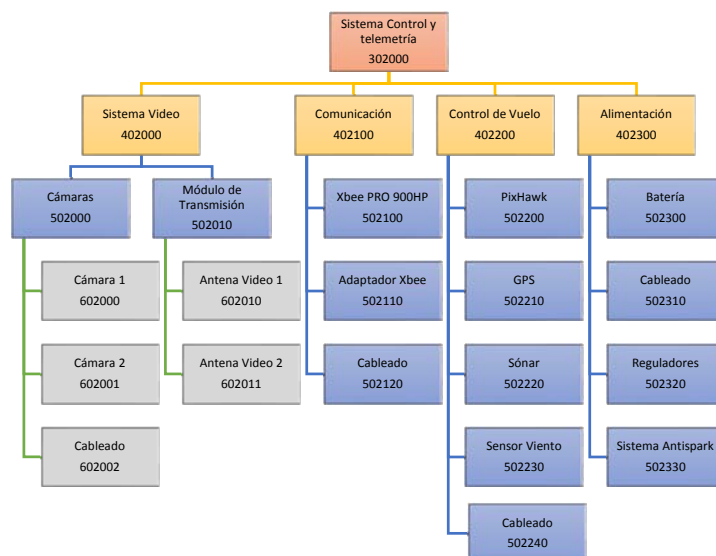 Sistema Control y
telemetría
302000
Sistema Video
402000
Comunicación
402100
Control de Vuelo
402200
Alimentación
402300
Cámaras
502000
Módulo de
Transmisión
502010
Xbee PRO 900HP
502100
PixHawk
502200
Batería
502300
Cámara 1
602000
Antena Video 1
602010
Adaptador Xbee
502110
GPS
502210
Cableado
502310
Cámara 2
602001
Antena Video 2
602011
Cableado
502120
Sónar
502220
Reguladores
502320
Cableado
602002
Sensor Viento
502230
Sistema Antispark
502330
Cableado
502240